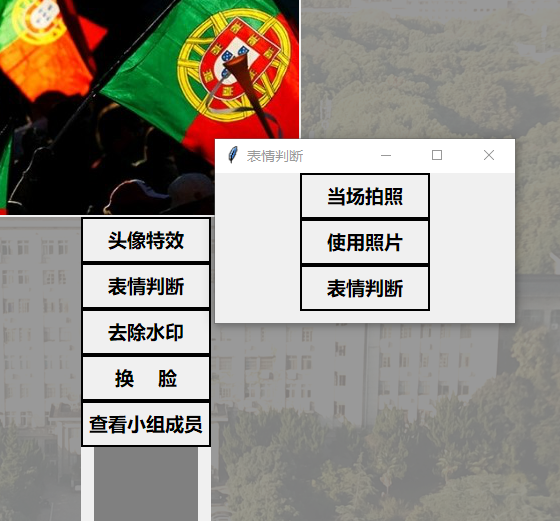 表情判断
当场拍照
使用照片
表情判断
头像特效
表情判断
去除水印
换 脸
查看小组成员